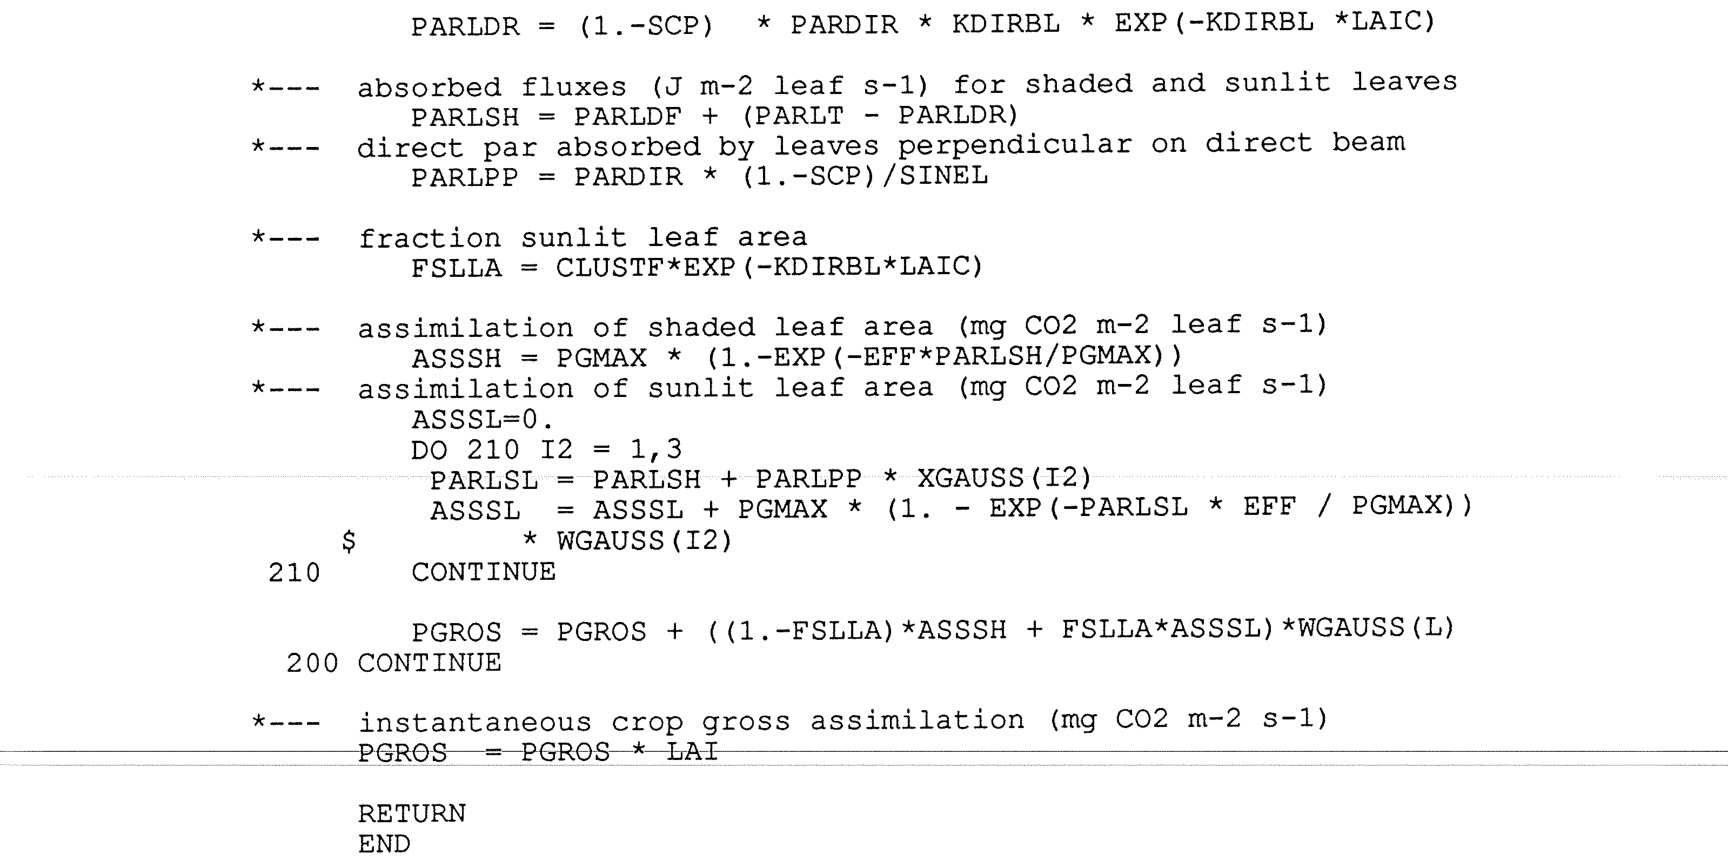 PARLDR = (1.-SCP)  * PARDIR * KDIRBL * EXP(-KDIRBL *LAIC)
*---  absorbed fluxes (J m-2 leaf s-1) for shaded and sunlit leaves
PARLSH = PARLDF + (PARLT - PARLDR)
*---  direct par absorbed by leaves perpendicular on direct beam
PARLPP = PARDIR * (1.-SCP)/SINEL
*---  fraction sunlit leaf area
FSLLA = CLUSTF*EXP(-KDIRBL*LAIC)
*---  assimilation of shaded leaf area (mg CO2 m-2 leaf s-1)
ASSSH = PGMAX * (1.-EXP(-EFF*PARLSH/PGMAX))
*---  assimilation of sunlit leaf area (mg CO2 m-2 leaf s-1)
ASSSL=0.
DO 210 I2 = 1,3
PARLSL = PARLSH + PARLPP * XGAUSS(I2)
ASSSL  = ASSSL + PGMAX * (1. - EXP(-PARLSL * EFF / PGMAX))
$         * WGAUSS(I2)
210     CONTINUE
PGROS = PGROS + ((1.-FSLLA)*ASSSH + FSLLA*ASSSL)*WGAUSS(L)
200 CONTINUE
*---  instantaneous crop gross assimilation (mg CO2 m-2 s-1)
PGROS  = PGROS * LAI
RETURN
END